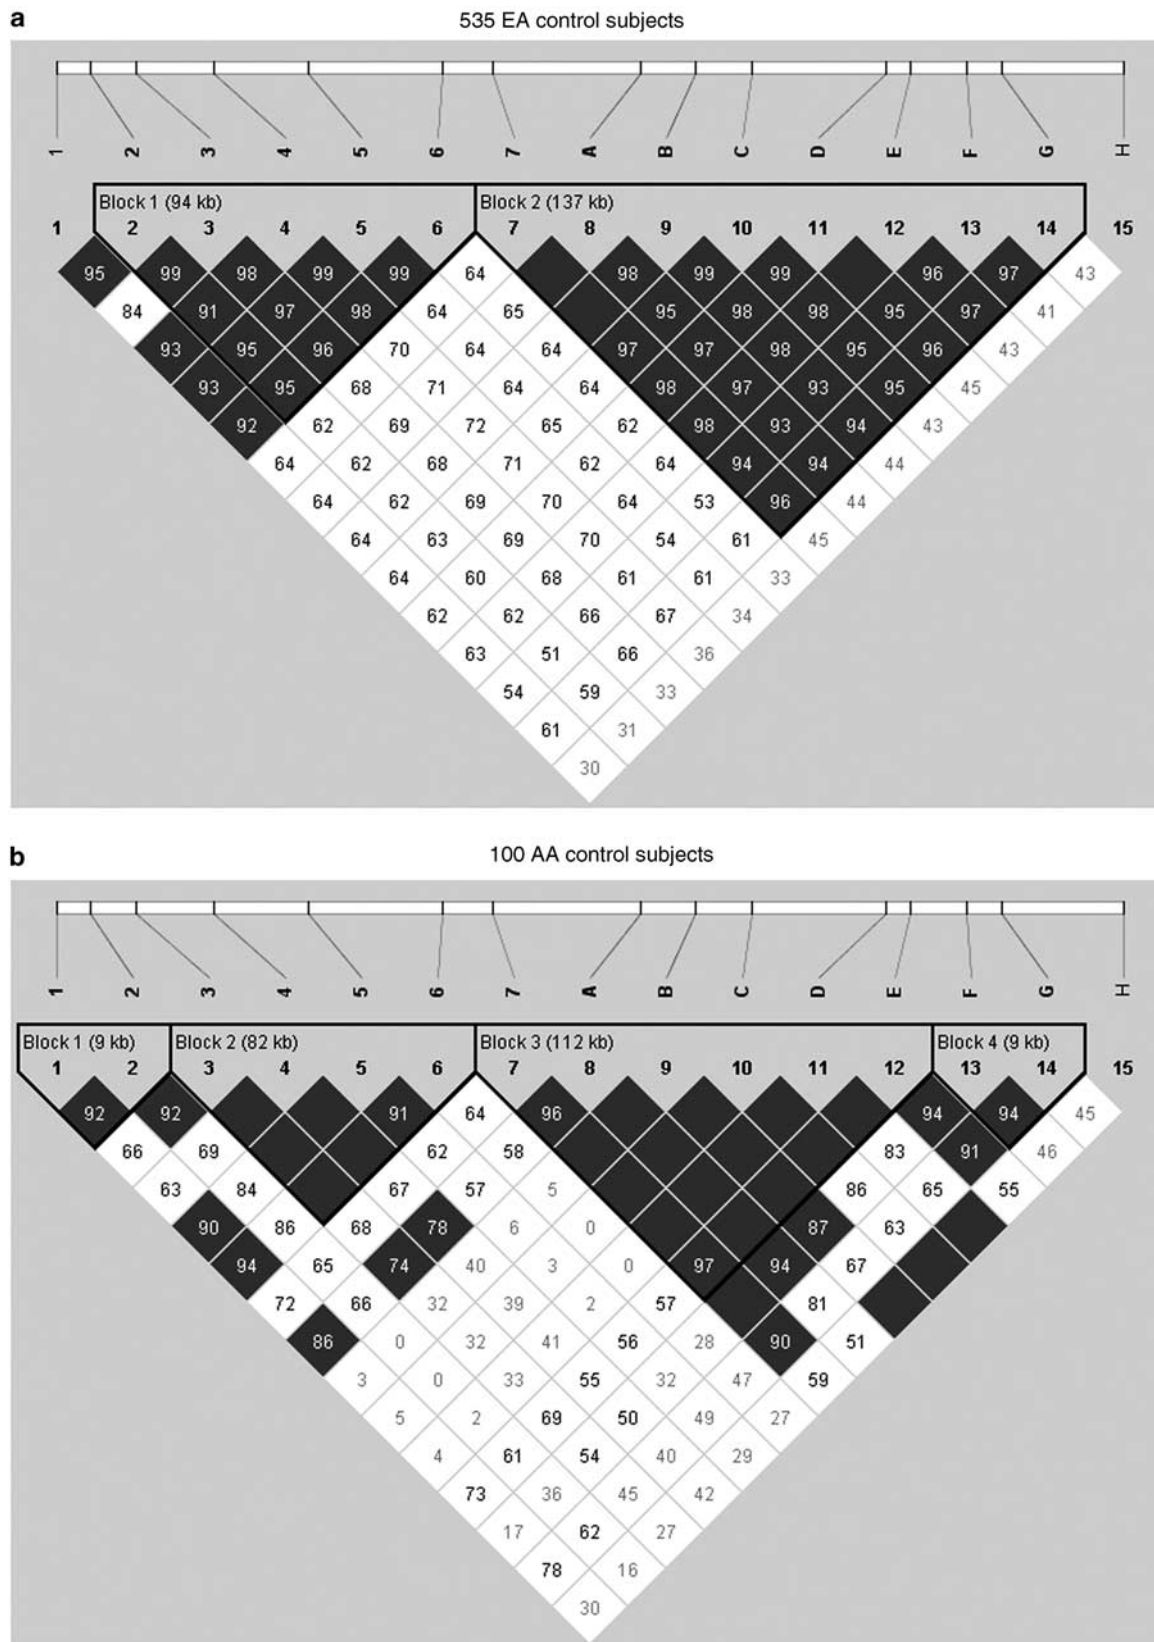 a
535 EA control subjects
1 2 3 4 5 6 7 A B C D E F G H
Block 1 (94 kb) Block 2 (137 kb)
1 2 3 4 5 6 7 8 9 10 11 12 13 14 15
95 99 98 99 99 64 98 99 99 96 97 43
84 91 97 98 64 65 95 98 98 95 97 41
93 95 96 70 64 64 97 97 98 95 96 43
93 95 68 71 64 64 98 97 93 95 45
92 62 69 72 65 62 98 93 94 43
64 62 68 71 62 64 94 94 44
64 62 69 70 64 53 96 44
64 63 69 70 54 61 45
64 60 68 61 61 33
62 62 66 67 34
63 51 66 36
54 59 33
61 31
30
b
100 AA control subjects
1 2 3 4 5 6 7 A B C D E F G H
Block 1 (9 kb) Block 2 (82 kb) Block 3 (112 kb) Block 4 (9 kb)
1 2 3 4 5 6 7 8 9 10 11 12 13 14 15
92 92 91 64 96 94 94 45
66 69 62 58 83 91 46
63 84 67 57 5 86 65 55
90 86 68 78 6 0 87 63
94 65 74 40 3 0 97 94 67
72 66 32 39 2 57 81
86 0 32 41 56 28 90 51
3 0 33 55 32 47 59
5 2 69 50 49 27
4 61 54 40 29
73 36 45 42
17 62 27
78 16
30